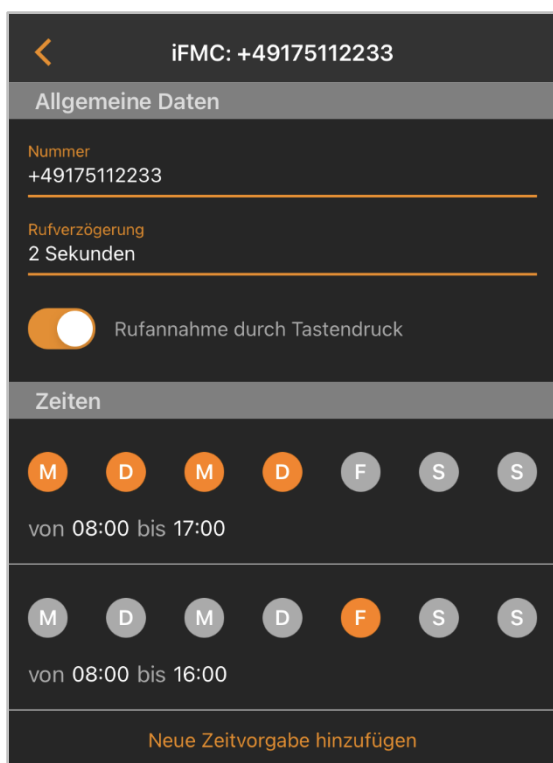 iFMC: +49175112233
Allgemeine Daten
Nummer
+49175112233
Rufverzögerung
2 Sekunden
Rufannahme durch Tastendruck
Zeiten
M D M D F S S
von 08:00 bis 17:00
M D M D F S S
von 08:00 bis 16:00
Neue Zeitvorgabe hinzufügen